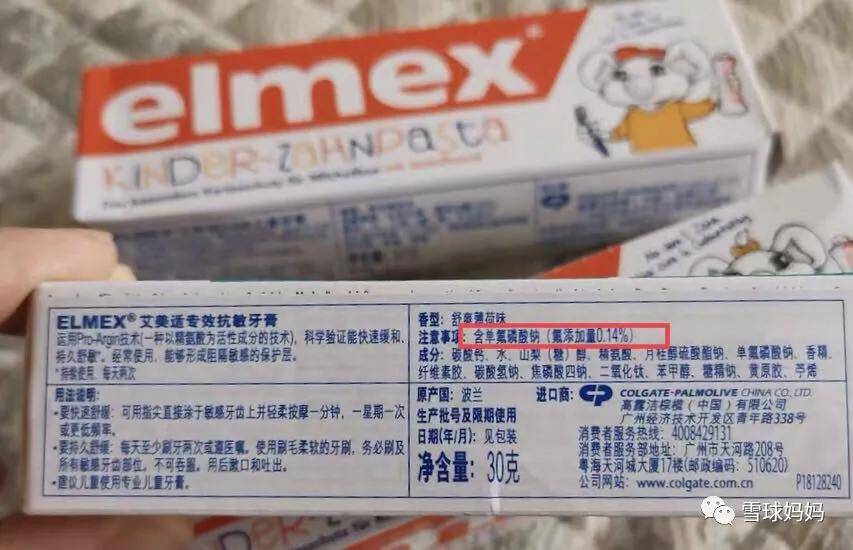 elmex
KINDER-ZAHNPASTA
ELMEX® 艾美适专效抗敏牙膏
运用Pro-Argin技术(一种以精氨酸为活性成分的技术)，科学验证能快速缓和、
持久舒敏*。经常使用，能够形成阻隔敏感的保护层。
*持续使用，每天两次
用法说明：
·要快速舒缓：可用指尖直接涂于敏感牙齿上并轻柔按摩一分钟，一星期一次
或更低频率。
·要持久舒缓：每天至少刷牙两次或遵医嘱。使用刷毛柔软的牙刷，务必刷及
所有敏感牙齿部位。不可吞服。用后漱口和吐出。
·建议儿童使用专业儿童牙膏。
香型：舒爽薄荷味
注意事项：含单氟磷酸钠（氟添加量0.14%）
成分：碳酸钙、水、山梨（糖）醇、精氨酸、月桂醇硫酸酯钠、单氟磷酸钠、香精、
纤维素胶、碳酸氢钠、焦磷酸四钠、二氧化钛、苯甲醇、糖精钠、黄原胶、苧烯
原产国：波兰
生产批号及限期使用
日期(年/月)：见包装
净含量：30克
进口商：CP COLGATE-PALMOLIVE CHINA CO. LTD.
高露洁棕榄（中国）有限公司
广州经济技术开发区青年路338号
消费者服务热线：4008429131
消费者服务部地址：广州市天河路208号
粤海天河城大厦17楼(邮政编码：510620)
公司网站：www.colgate.com.cn
P18128240
雪球妈妈